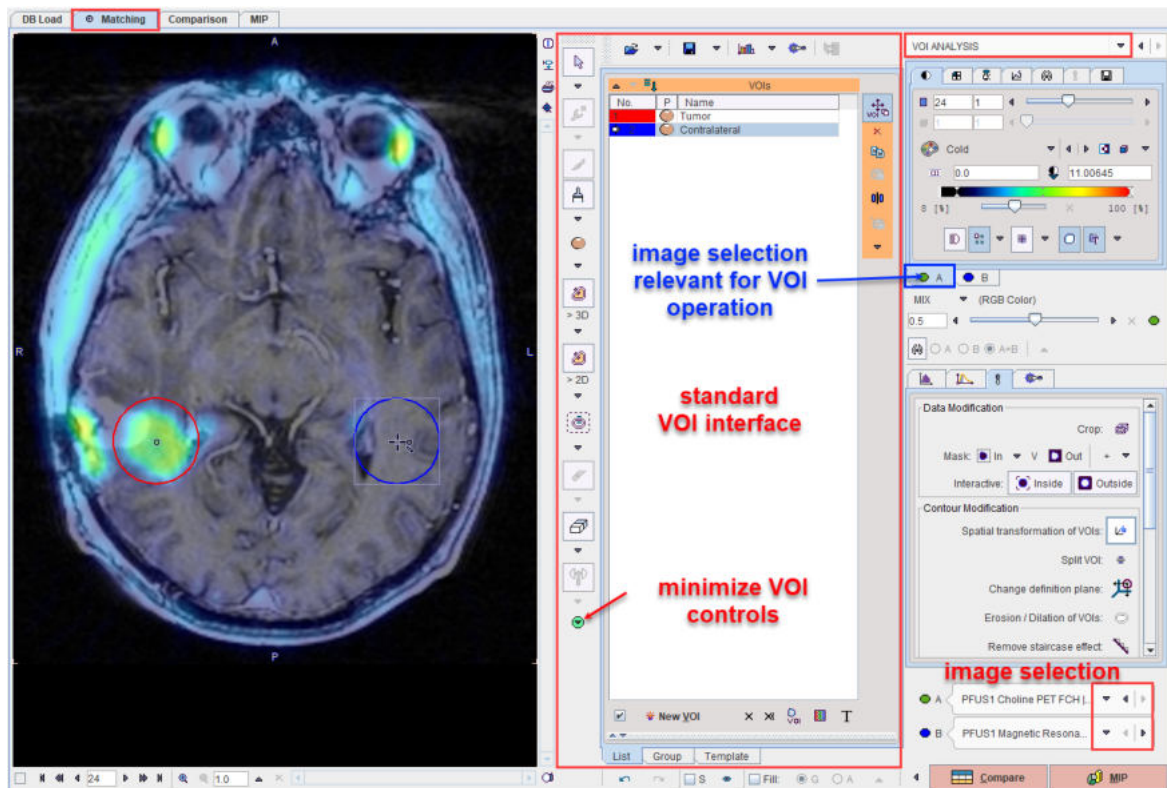 DB Load
Matching
Comparison
MIP
A
R
L
P
24
1.0
> 3D
> 2D
VOIs
No. P Name
Tumor
Contralateral
VOI
image selection
relevant for VOI
operation
standard
VOI interface
minimize VOI
controls
New VOI
VOI
T
List
Group
Template
S
Fill:
G
A
VOI ANALYSIS
24
1
1
1
Cold
0.0
11.00645
0 [%]
100 [%]
A
B
MIX
(RGB Color)
0.5
A
B
A+B
Data Modification
Crop:
Mask:
In
V
Out
+
Interactive:
Inside
Outside
Contour Modification
Spatial transformation of VOIs:
Split VOI:
Change definition plane:
Erosion / Dilation of VOIs:
Remove staircase effect
image selection
A
PFUS1 Choline PET FCH |...
B
PFUS1 Magnetic Resona...
Compare
MIP